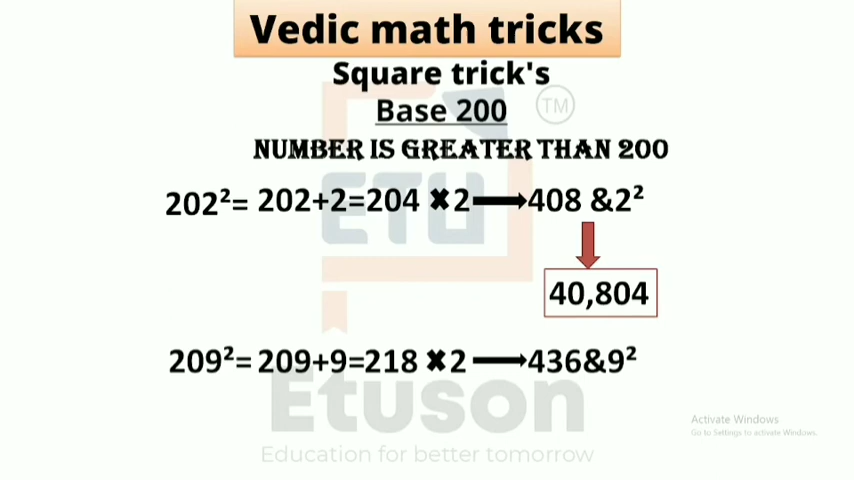 Vedic math tricks
Square trick's
Base 200
TM
NUMBER IS GREATER THAN 200
202²= 202+2=204 ✖2⟶408 &2²
ETU
40,804
209²= 209+9=218 ✖2⟶436&9²
Etuson
Education for better tomorrow
Activate Windows
Go to Settings to activate Windows.